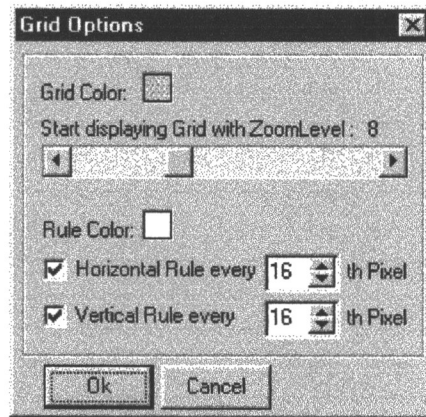 Grid Options
Grid Color:
Start displaying Grid with ZoomLevel : 8
Rule Color:
Horizontal Rule every 16 th Pixel
Vertical Rule every 16 th Pixel
Ok Cancel